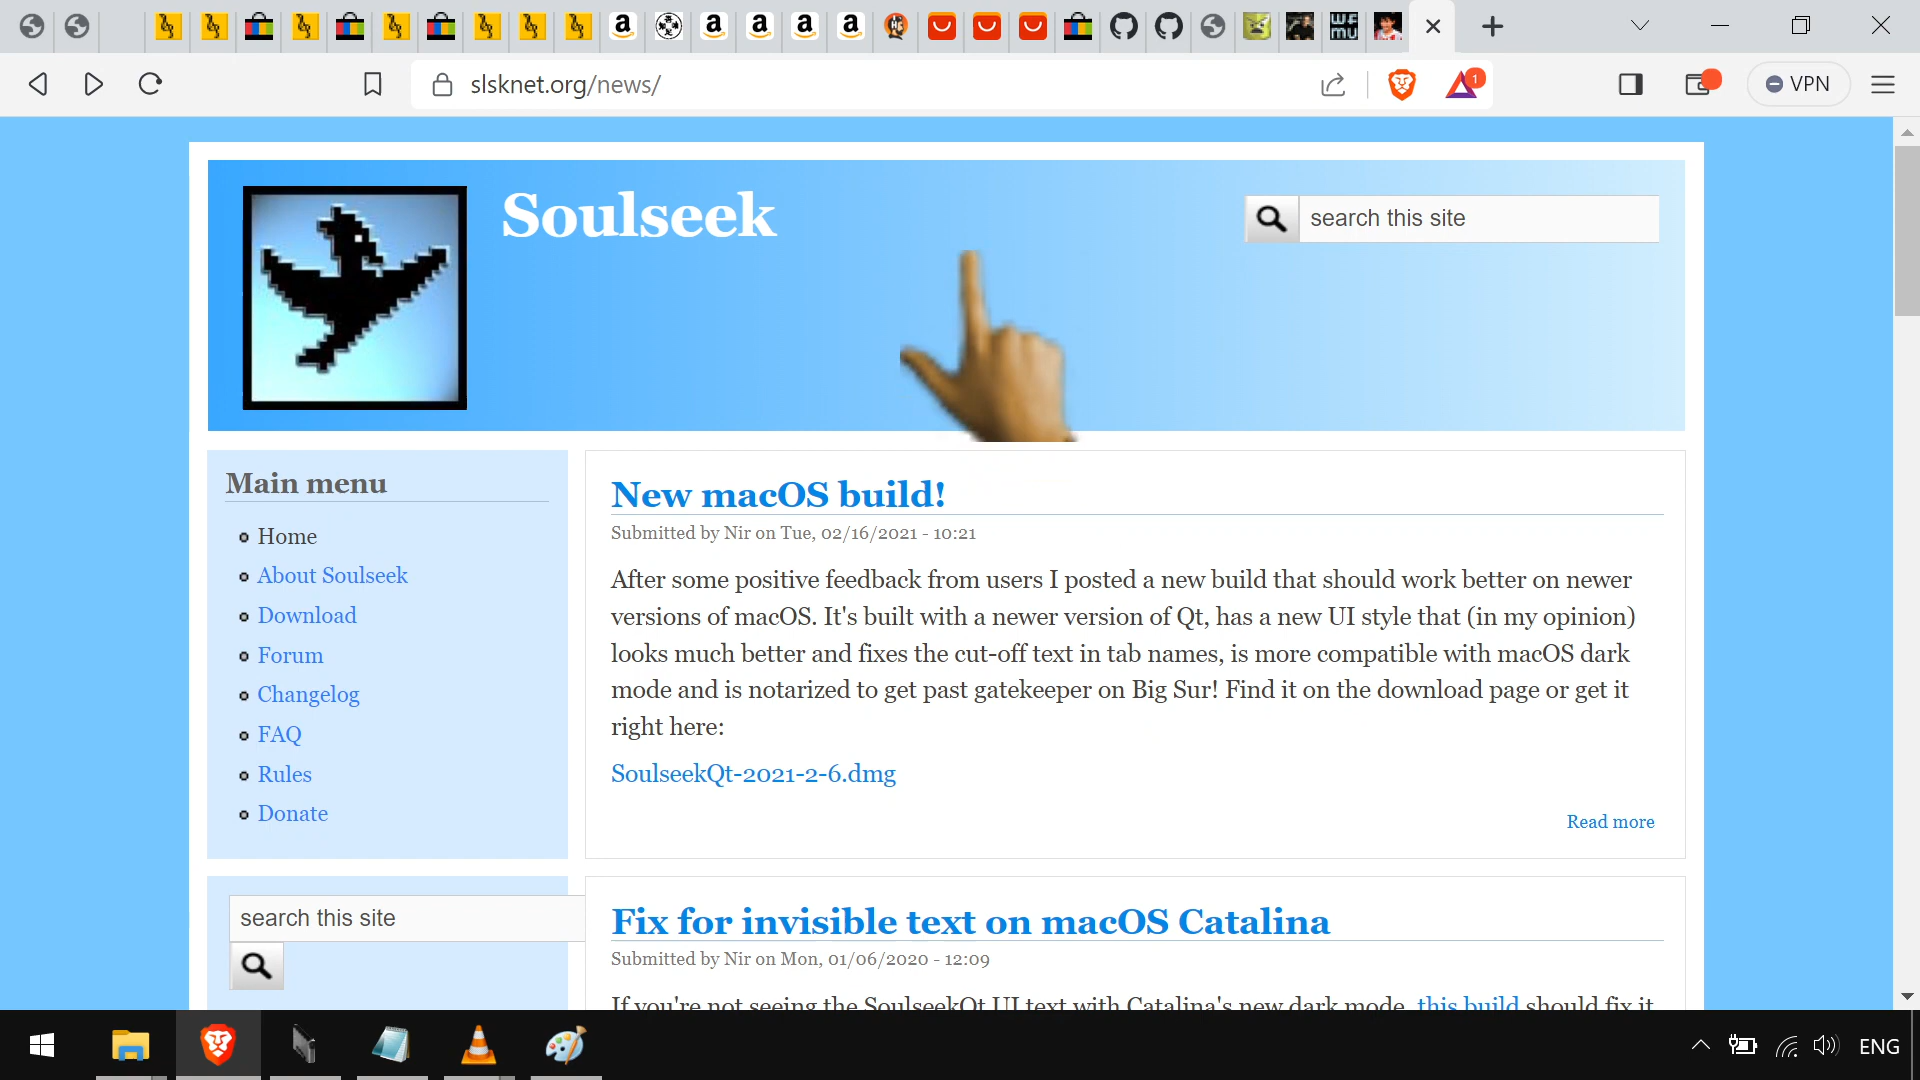 slsknet.org/news/
1
VPN
Soulseek
search this site
Main menu
Home
About Soulseek
Download
Forum
Changelog
FAQ
Rules
Donate
search this site
New macOS build!
Submitted by Nir on Tue, 02/16/2021 - 10:21
After some positive feedback from users I posted a new build that should work better on newer
versions of macOS. It's built with a newer version of Qt, has a new UI style that (in my opinion)
looks much better and fixes the cut-off text in tab names, is more compatible with macOS dark
mode and is notarized to get past gatekeeper on Big Sur! Find it on the download page or get it
right here:
SoulseekQt-2021-2-6.dmg
Read more
Fix for invisible text on macOS Catalina
Submitted by Nir on Mon, 01/06/2020 - 12:09
If you're not seeing the SoulseekQt UI text with Catalina's new dark mode, this build should fix it
ENG